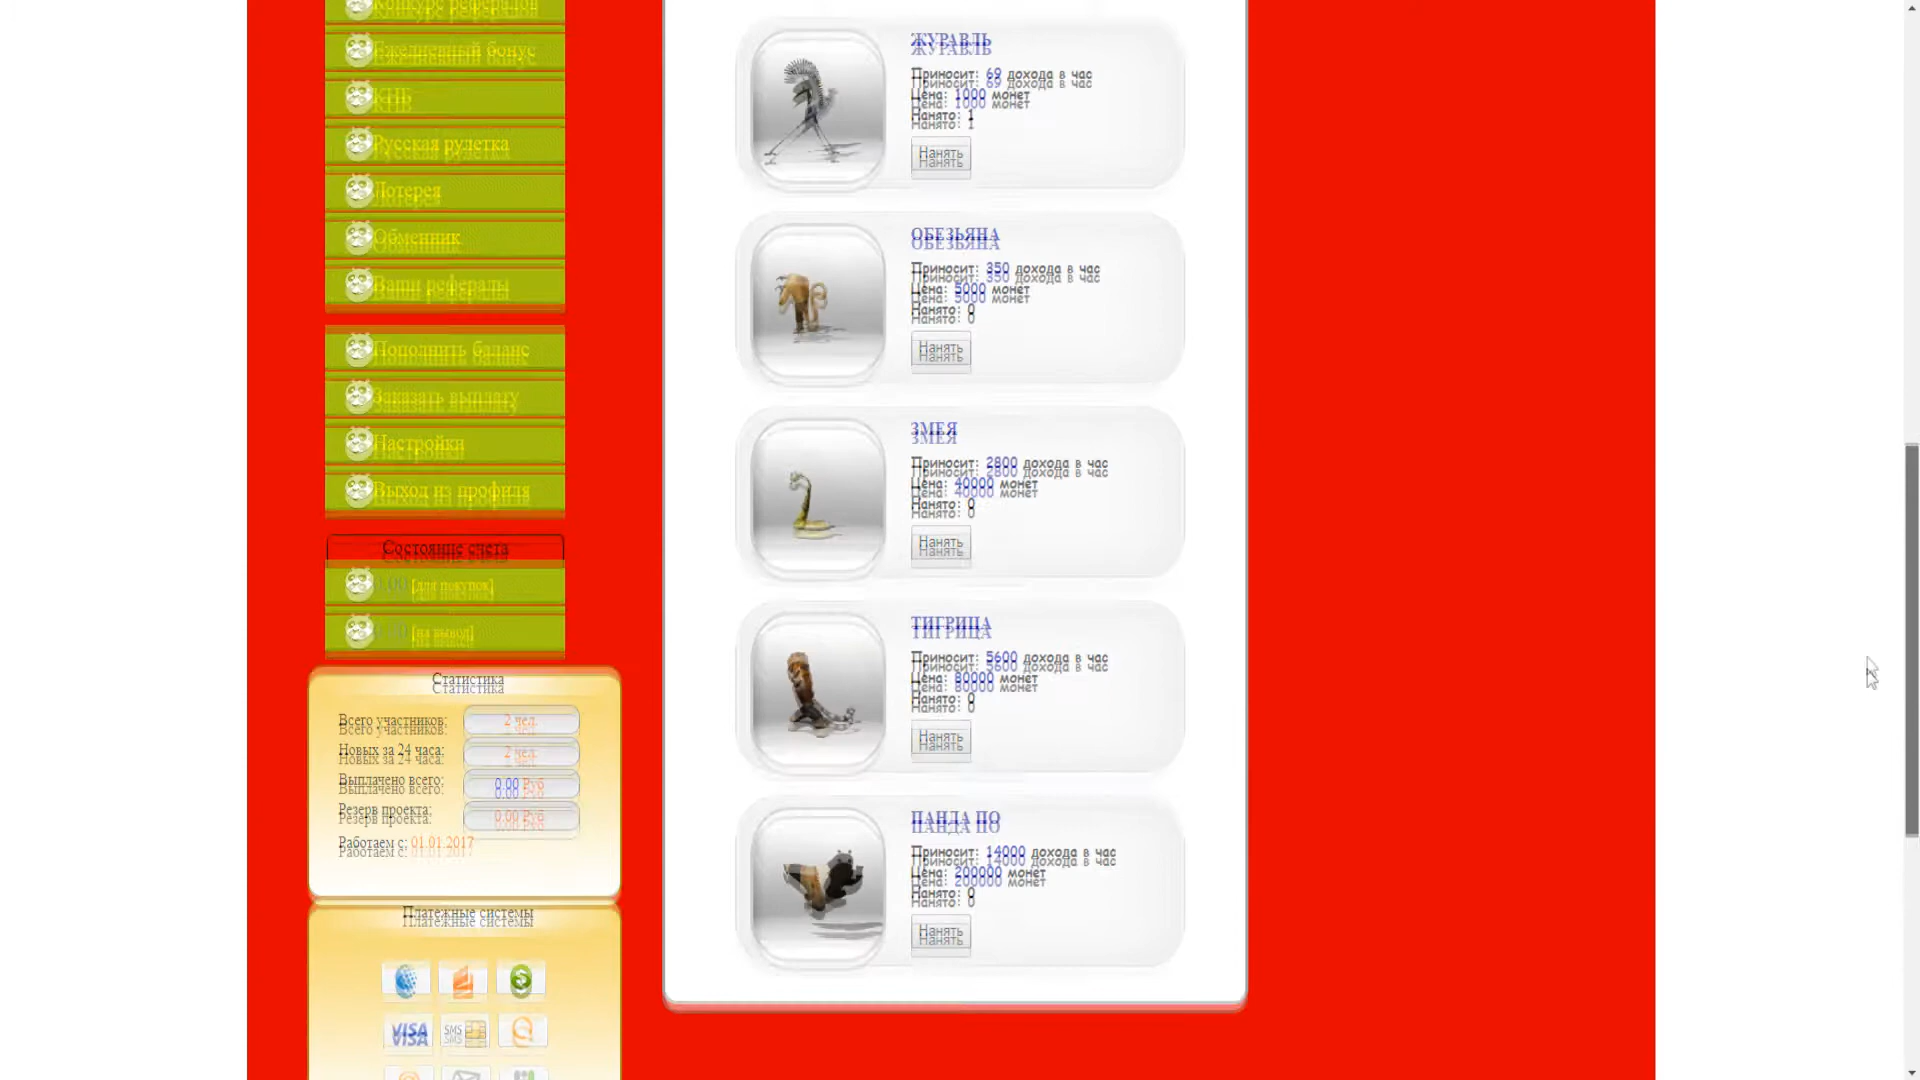 Конкурс рефералов
Ежедневный бонус
КНБ
Русская рулетка
Лотерея
Обменник
Ваши рефералы
Пополнить баланс
Заказать выплату
Настройки
Выход из профиля
Состояние счета
[для покупок]
[на вывод]
Статистика
Всего участников: 2 чел.
Новых за 24 часа: 2 чел.
Выплачено всего: 0.00 Руб
Резерв проекта: 0.00 Руб
Работаем с: 01.01.2017
Платежные системы
VISA
SMS
ЖУРАВЛЬ
Приносит: 69 дохода в час
Цена: 1000 монет
Нанято: 1
Нанять
ОБЕЗЬЯНА
Приносит: 350 дохода в час
Цена: 5000 монет
Нанято: 0
Нанять
ЗМЕЯ
Приносит: 2800 дохода в час
Цена: 40000 монет
Нанято: 0
Нанять
ТИГРИЦА
Приносит: 5600 дохода в час
Цена: 80000 монет
Нанято: 0
Нанять
ПАНДА ПО
Приносит: 14000 дохода в час
Цена: 200000 монет
Нанято: 0
Нанять